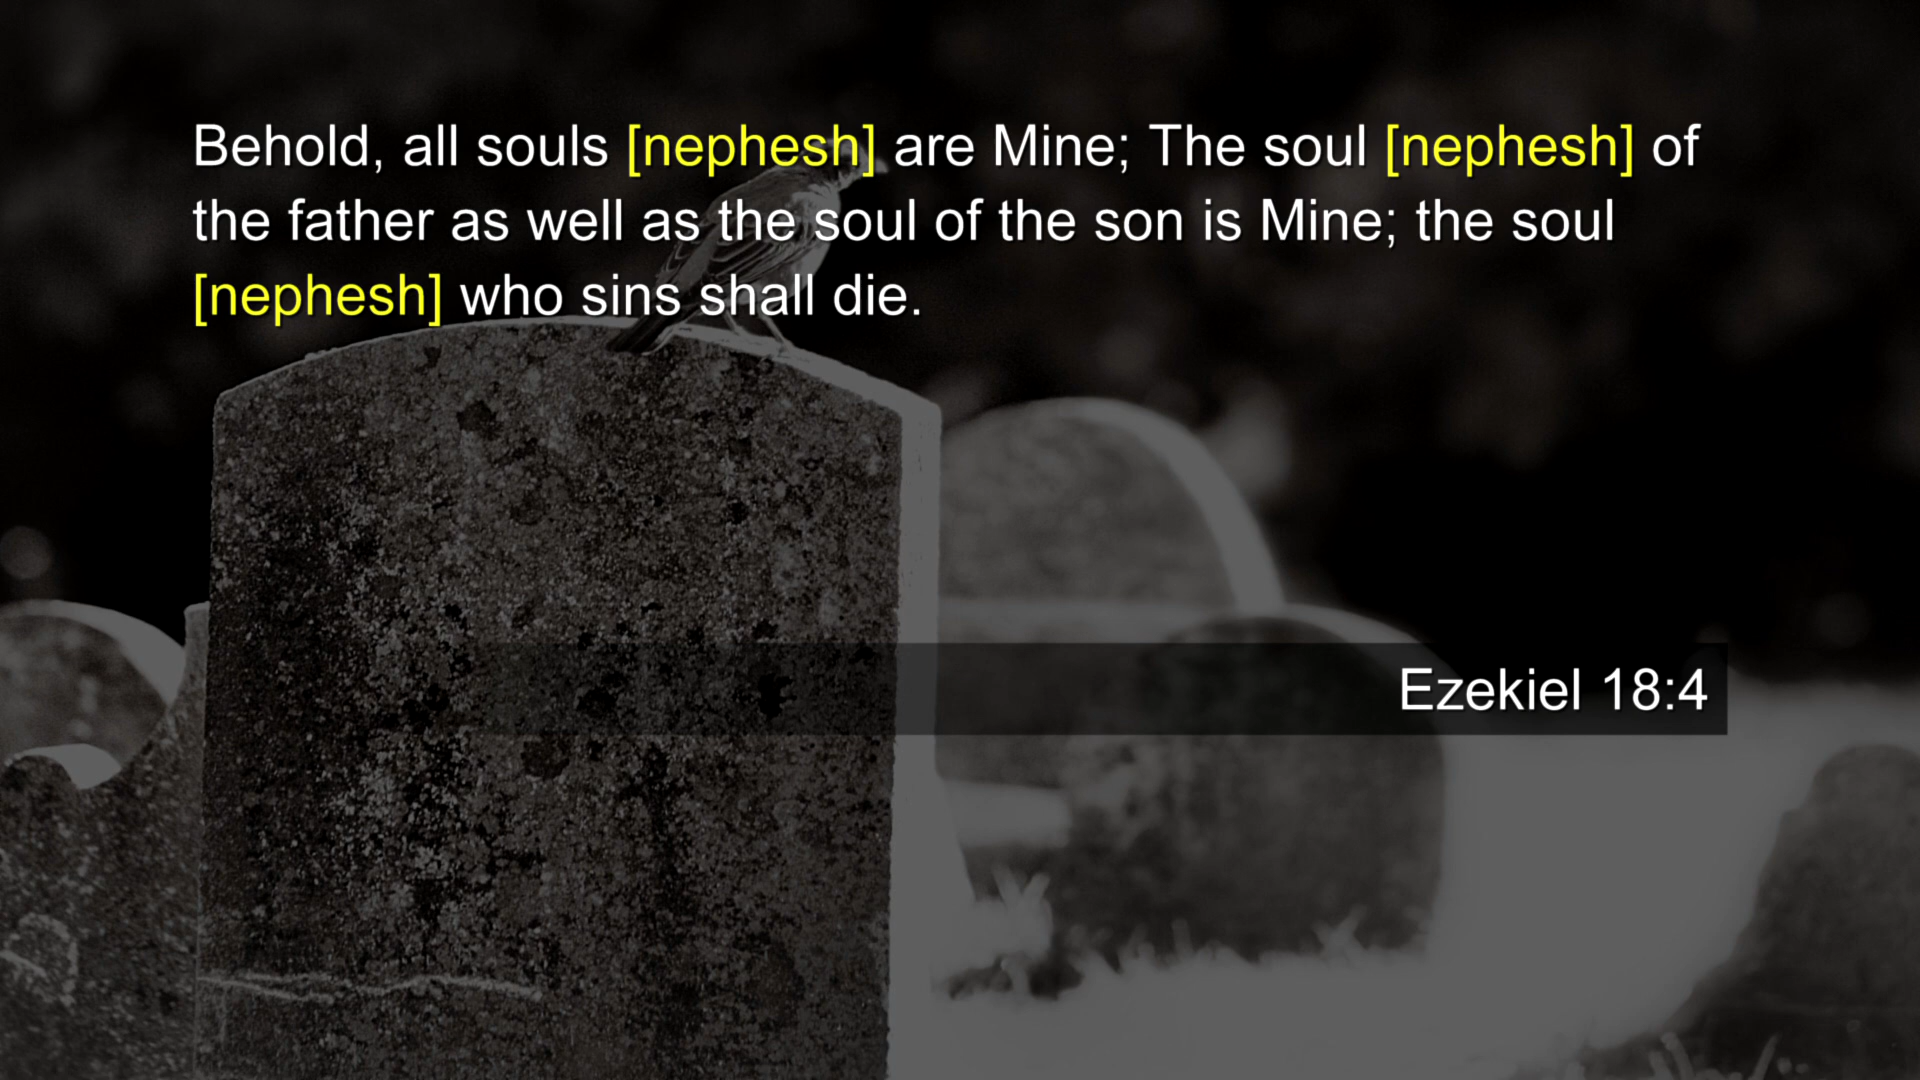 Behold, all souls [nephesh] are Mine; The soul [nephesh] of
the father as well as the soul of the son is Mine; the soul
[nephesh] who sins shall die.
Ezekiel 18:4